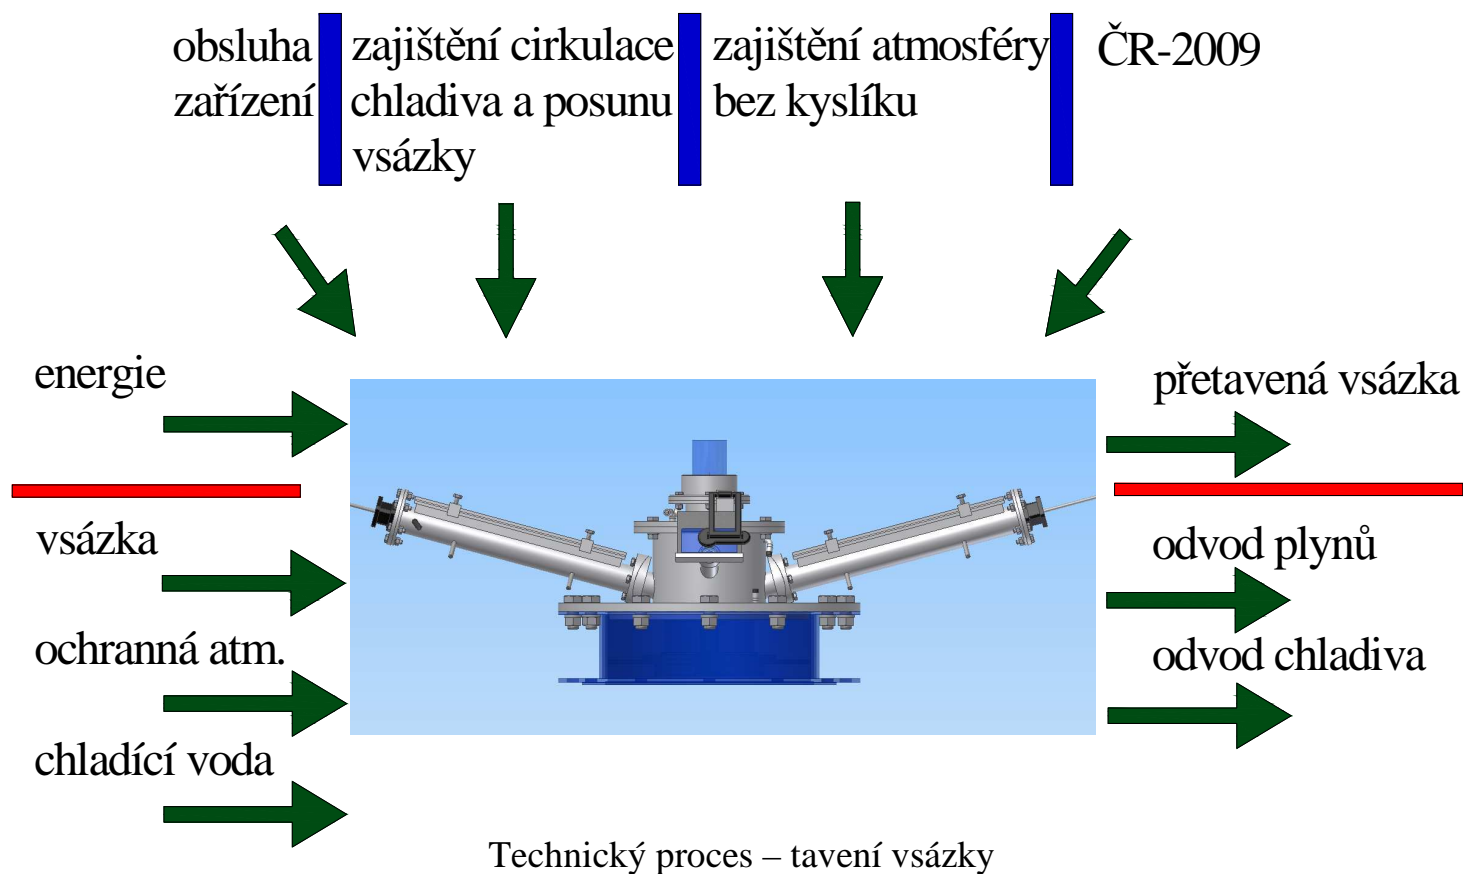 obsluha
zařízení
zajištění cirkulace
chladiva a posunu
vsázky
zajištění atmosféry
bez kyslíku
ČR-2009
energie
vsázka
ochranná atm.
chladící voda
přetavená vsázka
odvod plynů
odvod chladiva
Technický proces – tavení vsázky